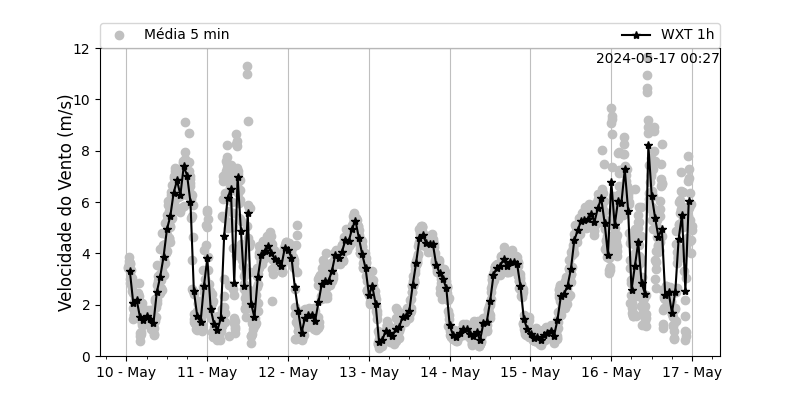 Média 5 min
WXT 1h
2024-05-17 00:27
Velocidade do Vento (m/s)
12
10
8
6
4
2
0
10 - May 11 - May 12 - May 13 - May 14 - May 15 - May 16 - May 17 - May